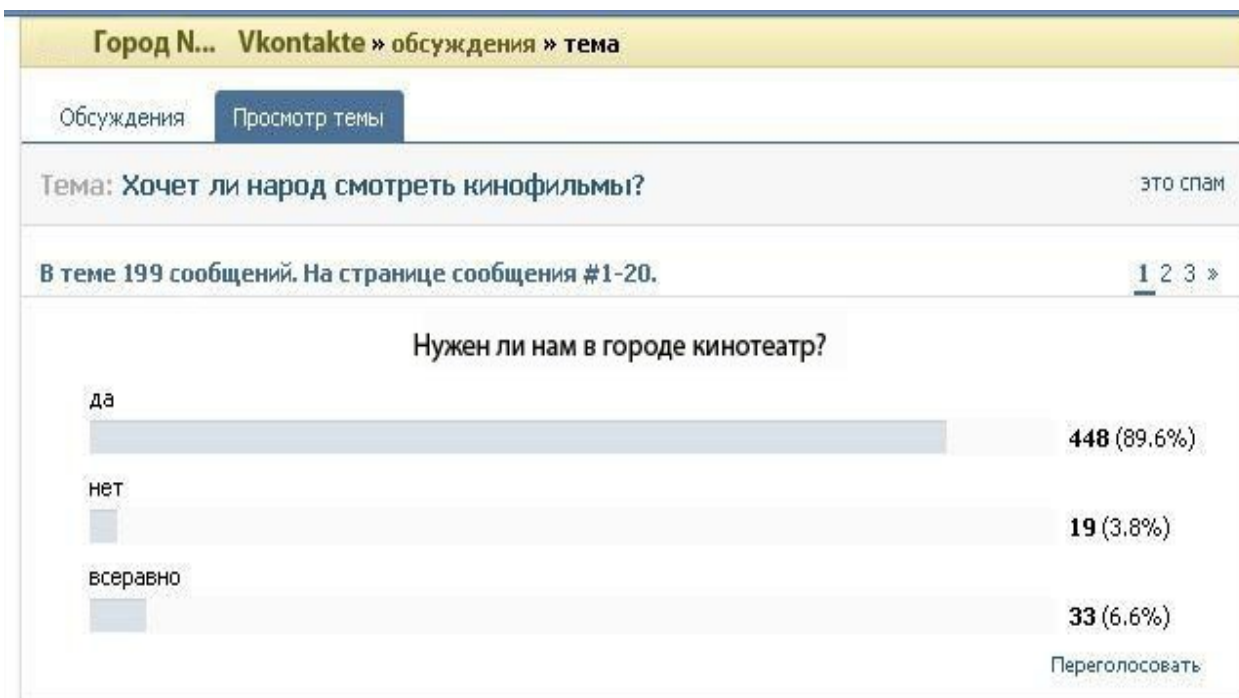 Город N... Vkontakte » обсуждения » тема
Обсуждения Просмотр темы
Тема: Хочет ли народ смотреть кинофильмы? это спам
В теме 199 сообщений. На странице сообщения #1-20. 1 2 3 »
Нужен ли нам в городе кинотеатр?
да
448 (89.6%)
нет
19 (3.8%)
всеравно
33 (6.6%)
Переголосовать